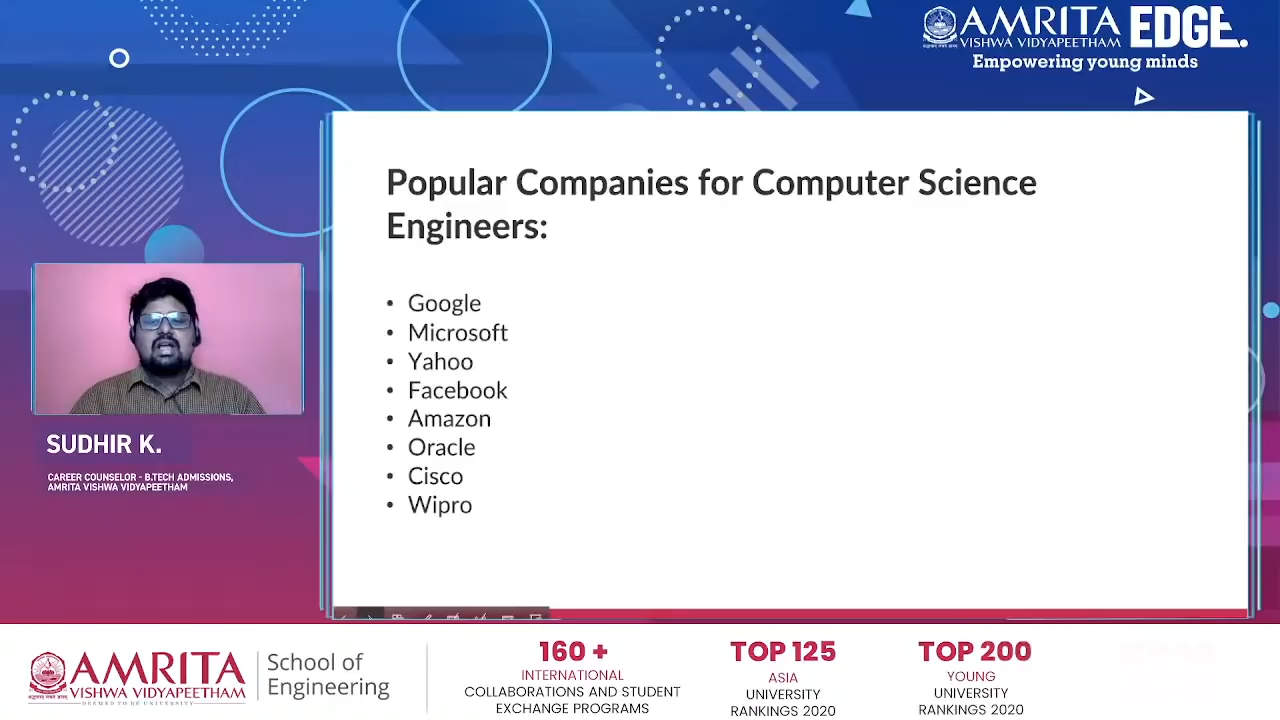 AMRITA
VISHWA VIDYAPEETHAM
EDGE.
Empowering young minds
Popular Companies for Computer Science
Engineers:
• Google
• Microsoft
• Yahoo
• Facebook
• Amazon
• Oracle
• Cisco
• Wipro
SUDHIR K.
CAREER COUNSELOR - B.TECH ADMISSIONS,
AMRITA VISHWA VIDYAPEETHAM
AMRITA
VISHWA VIDYAPEETHAM
DEEMED TO BE UNIVERSITY
School of
Engineering
160 +
INTERNATIONAL
COLLABORATIONS AND STUDENT
EXCHANGE PROGRAMS
TOP 125
ASIA
UNIVERSITY
RANKINGS 2020
TOP 200
YOUNG
UNIVERSITY
RANKINGS 2020